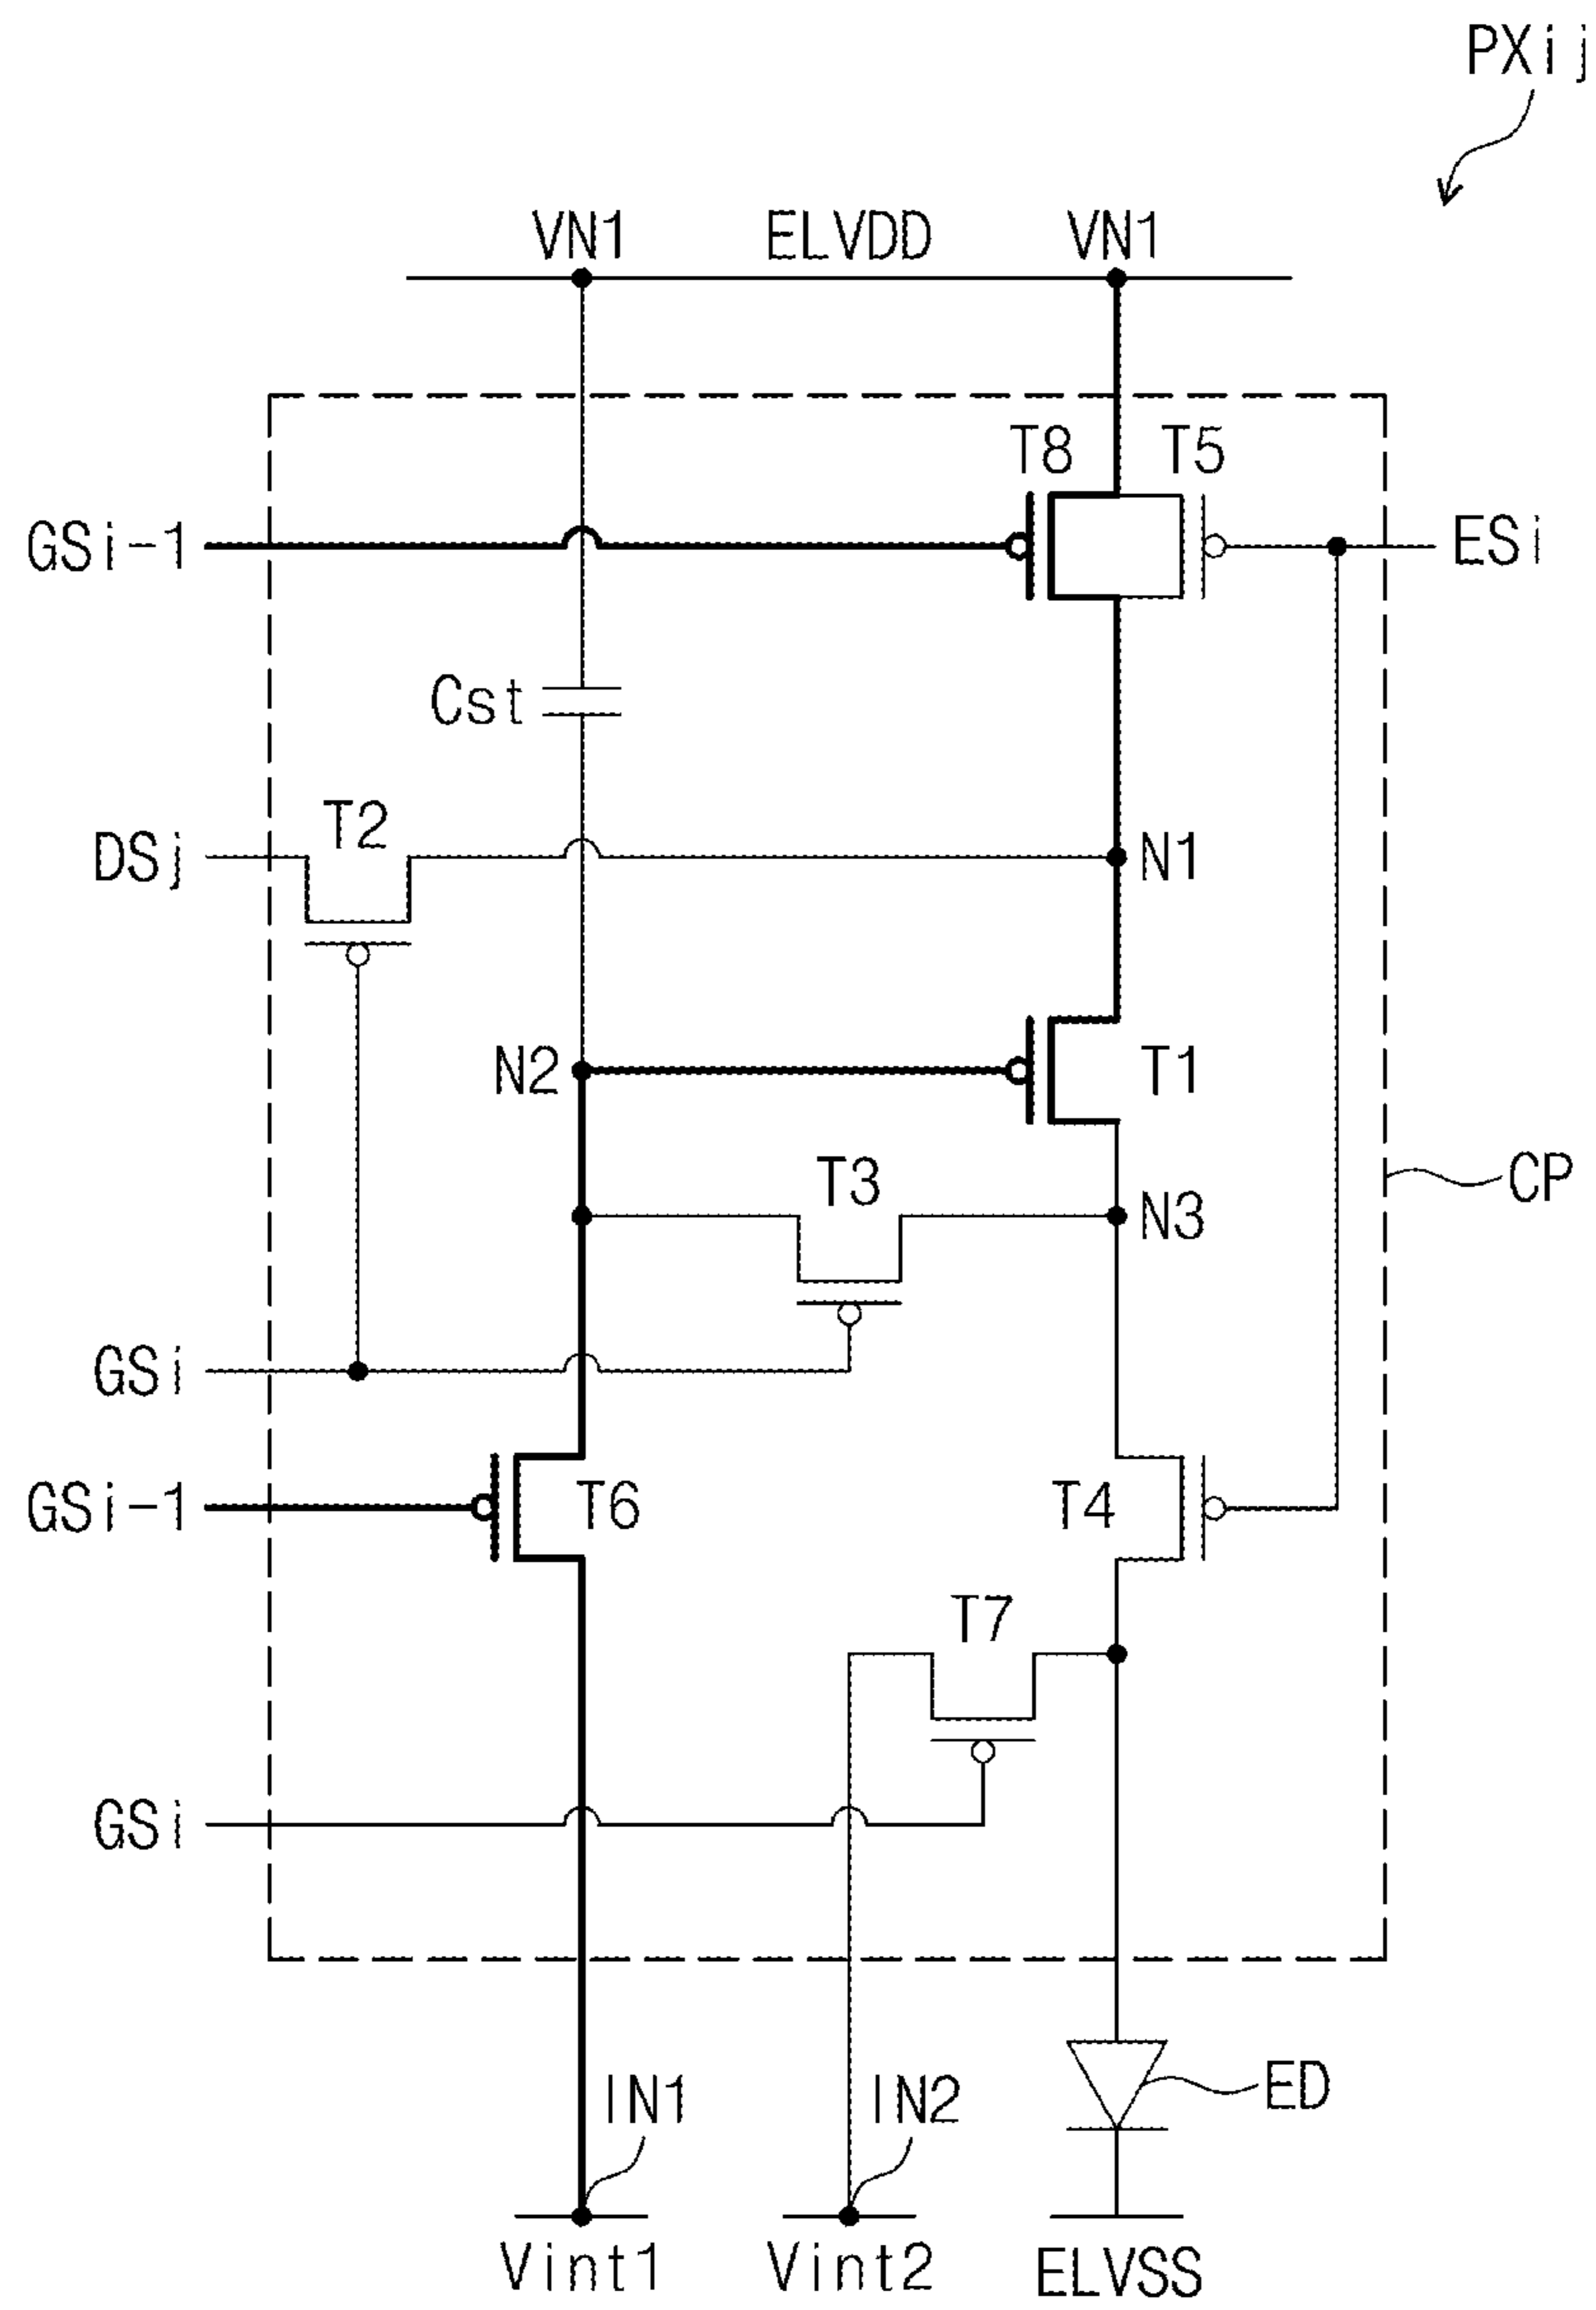 PXij
VN1 ELVDD VN1
T8 T5
GSi-1
ESi
Cst
T2
DSj
N1
N2
T1
T3
CP
N3
GSi
GSi-1
T6
T4
T7
GSi
IN1
IN2
ED
Vint1
Vint2
ELVSS